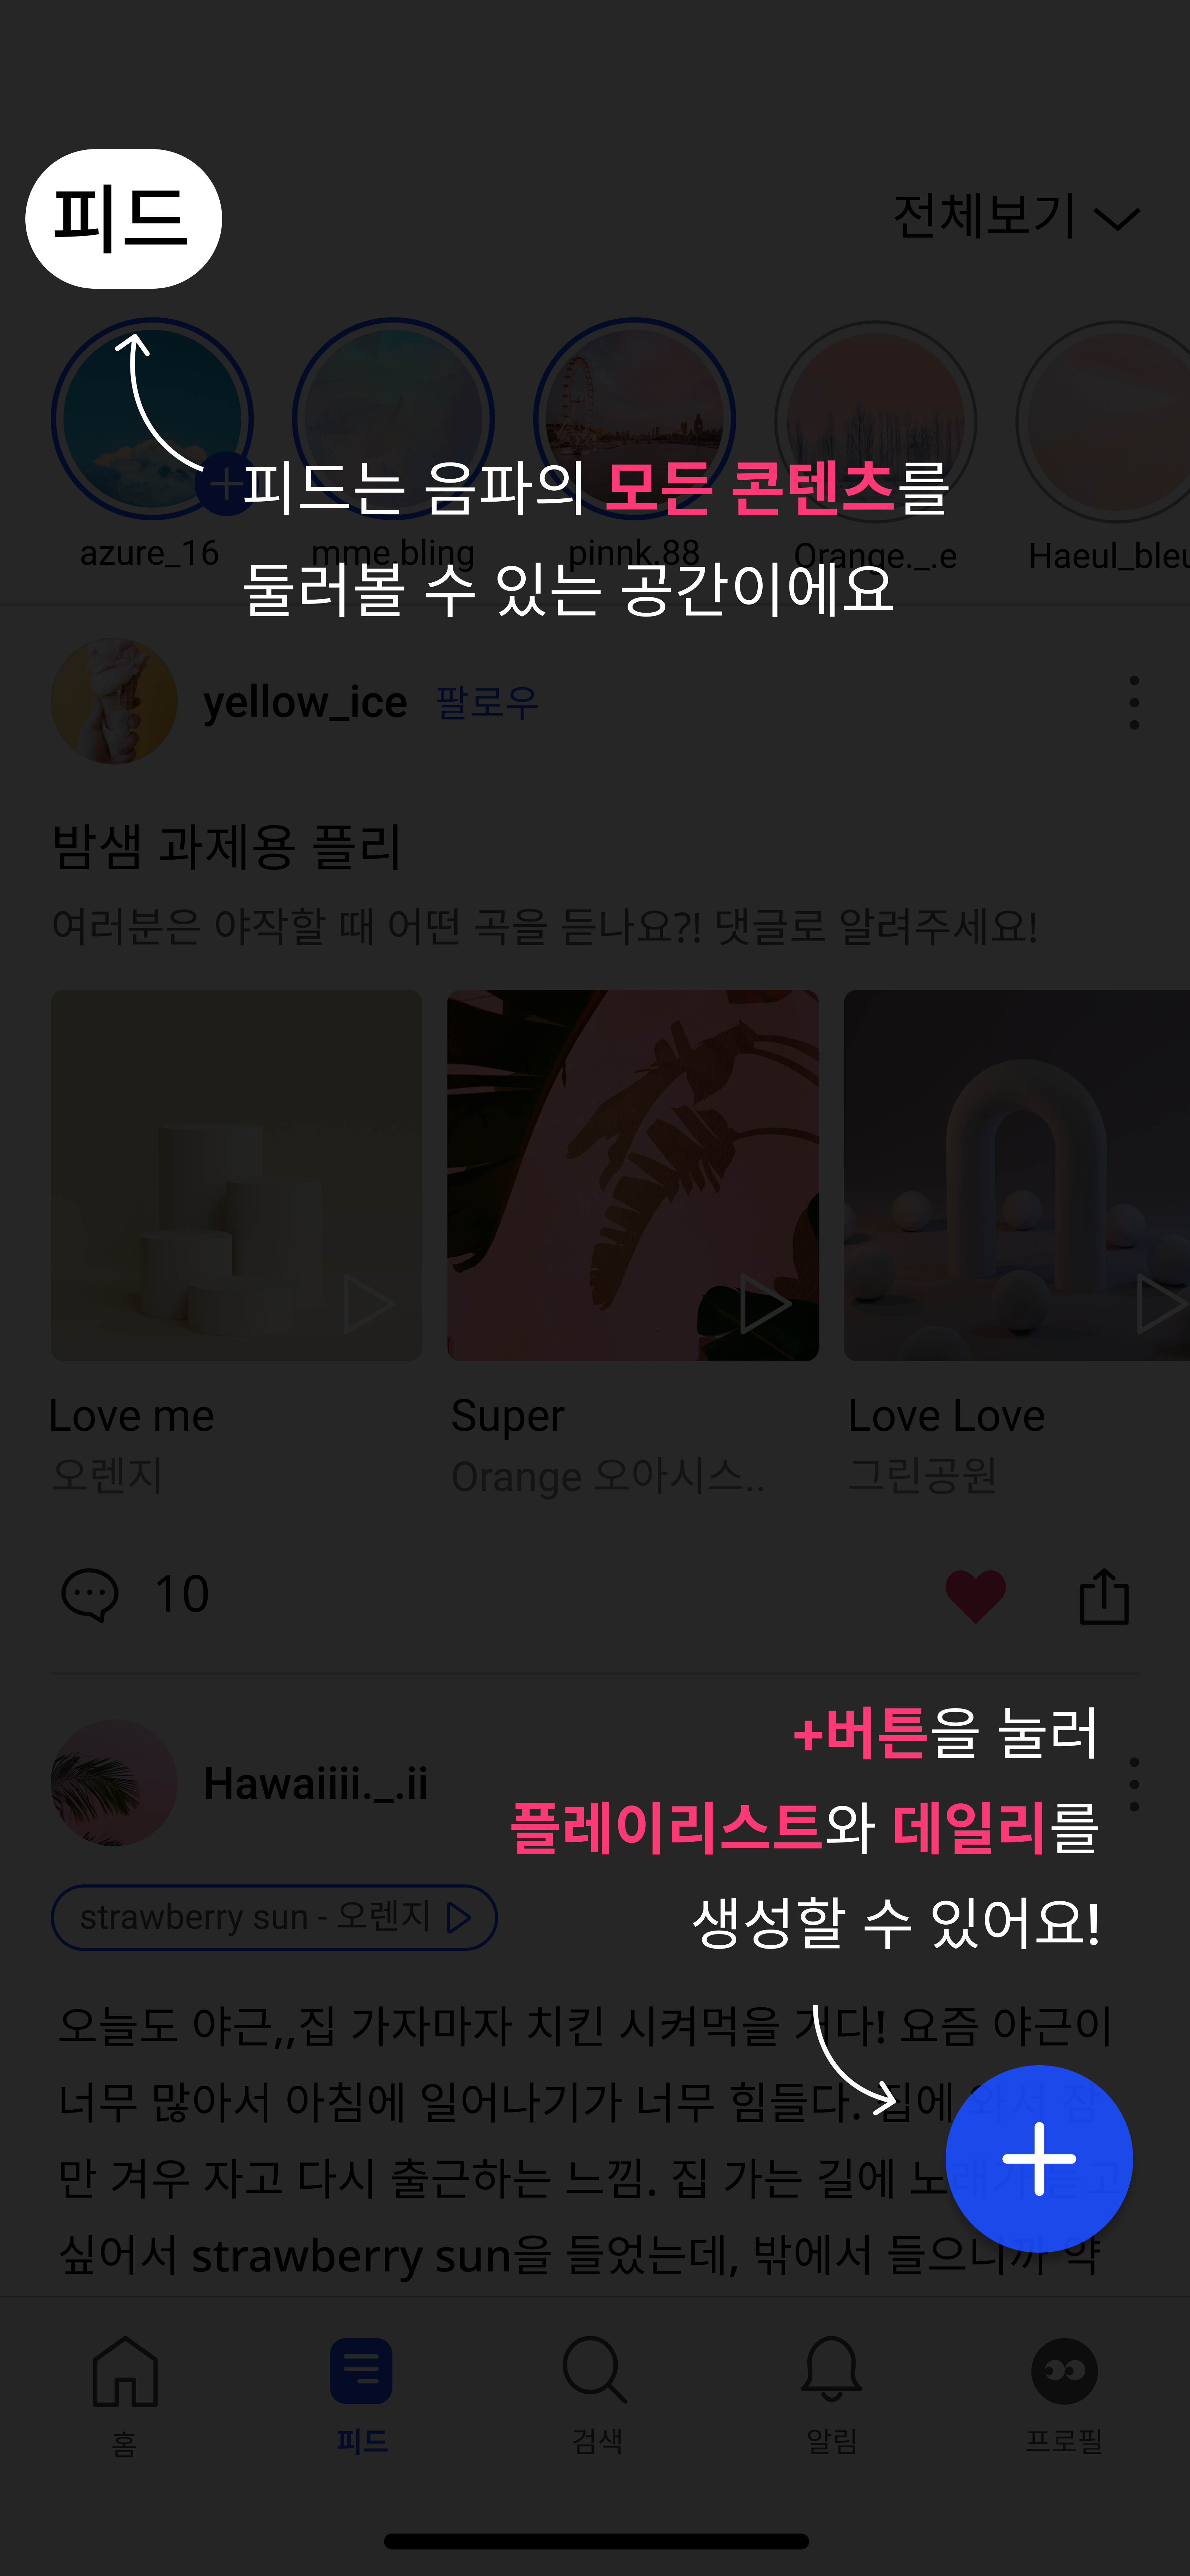 피드
전체보기
피드는 음파의 모든 콘텐츠를
azure_16 mme.bling pinnk.88 Orange._.e Haeul_bleu
둘러볼 수 있는 공간이에요
yellow_ice 팔로우
밤샘 과제용 플리
여러분은 야작할 때 어떤 곡을 듣나요?! 댓글로 알려주세요!
Love me Super Love Love
오렌지 Orange 오아시스.. 그린공원
10
+버튼을 눌러
플레이리스트와 데일리를
생성할 수 있어요!
Hawaiiii._.ii
strawberry sun - 오렌지
오늘도 야근,,집 가자마자 치킨 시켜먹을 거다! 요즘 야근이
너무 많아서 아침에 일어나기가 너무 힘들다. 집에 와서 잠
만 겨우 자고 다시 출근하는 느낌. 집 가는 길에
싶어서 strawberry sun을 들었는데, 밖에서 들으니까 약
홈 피드 검색 알림 프로필